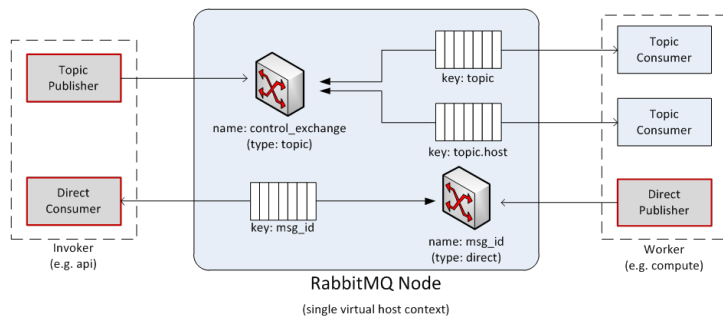 Topic
Publisher
name: control_exchange
(type: topic)
key: topic
Topic
Consumer
key: topic.host
Topic
Consumer
Direct
Consumer
key: msg_id
name: msg_id
(type: direct)
Direct
Publisher
Invoker
(e.g. api)
Worker
(e.g. compute)
RabbitMQ Node
(single virtual host context)